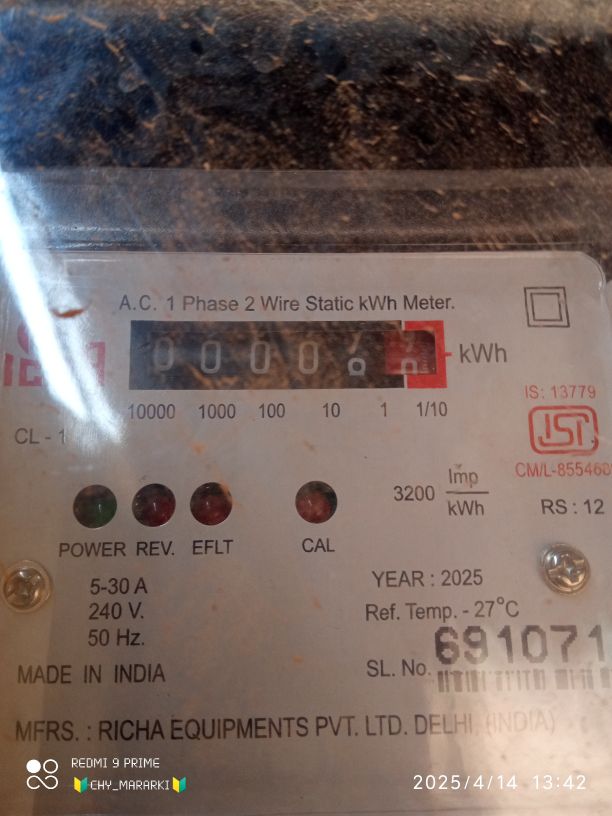 A.C. 1 Phase 2 Wire Static kWh Meter.
0 0 0 0
kWh
10000 1000 100 10 1 1/10
IS: 13779
ISI
CL - 1
CM/L-855468
3200 Imp/kWh
RS : 12
POWER REV. EFLT CAL
5-30 A
240 V.
50 Hz.
YEAR : 2025
Ref. Temp. - 27°C
SL. No. 691071
MADE IN INDIA
MFRS. : RICHA EQUIPMENTS PVT. LTD. DELHI, (INDIA)
REDMI 9 PRIME
CHY_MARARKI
2025/4/14 13:42